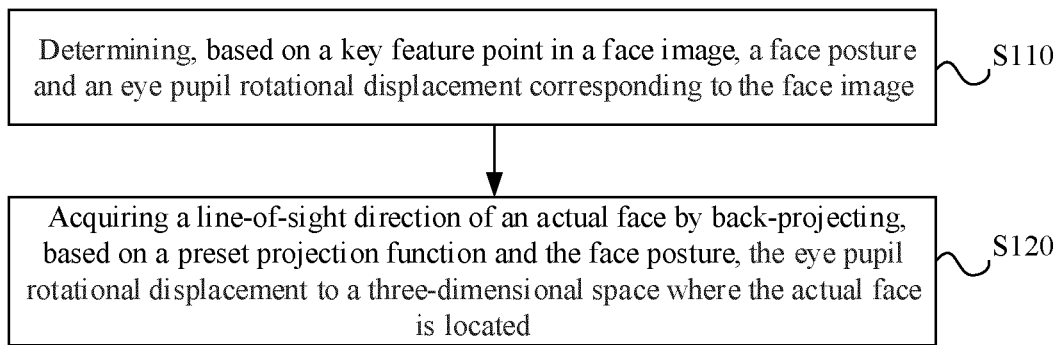 Determining, based on a key feature point in a face image, a face posture
and an eye pupil rotational displacement corresponding to the face image
S110
Acquiring a line-of-sight direction of an actual face by back-projecting,
based on a preset projection function and the face posture, the eye pupil
rotational displacement to a three-dimensional space where the actual face
is located
S120